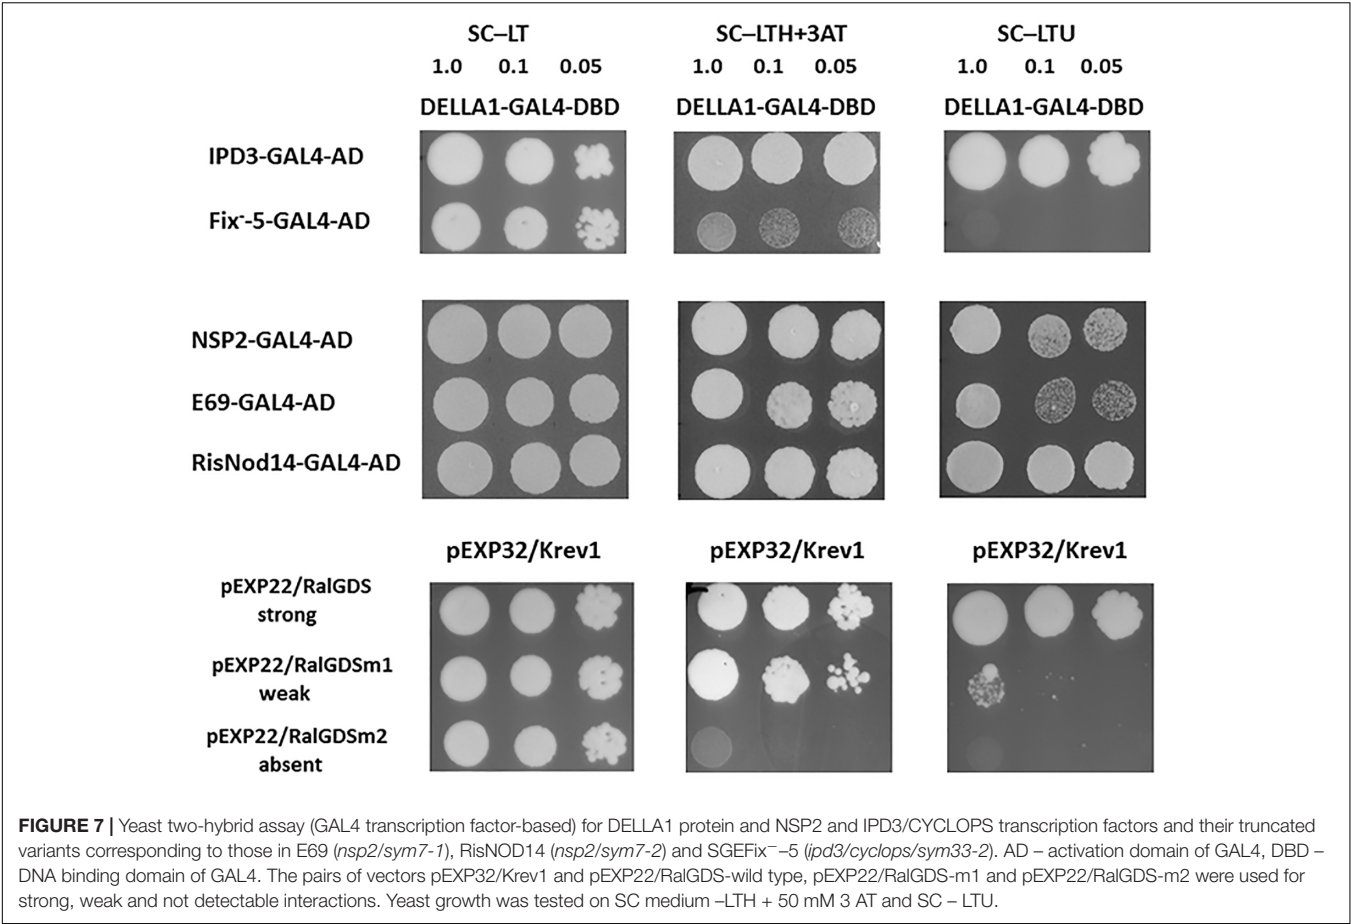 SC–LT SC–LTH+3AT SC–LTU
1.0 0.1 0.05 1.0 0.1 0.05 1.0 0.1 0.05
DELLA1-GAL4-DBD DELLA1-GAL4-DBD DELLA1-GAL4-DBD
IPD3-GAL4-AD
Fix⁻-5-GAL4-AD
NSP2-GAL4-AD
E69-GAL4-AD
RisNod14-GAL4-AD
pEXP32/Krev1 pEXP32/Krev1 pEXP32/Krev1
pEXP22/RalGDS
strong
pEXP22/RalGDSm1
weak
pEXP22/RalGDSm2
absent
FIGURE 7 | Yeast two-hybrid assay (GAL4 transcription factor-based) for DELLA1 protein and NSP2 and IPD3/CYCLOPS transcription factors and their truncated
variants corresponding to those in E69 (nsp2/sym7-1), RisNOD14 (nsp2/sym7-2) and SGEFix⁻–5 (ipd3/cyclops/sym33-2). AD – activation domain of GAL4, DBD –
DNA binding domain of GAL4. The pairs of vectors pEXP32/Krev1 and pEXP22/RalGDS-wild type, pEXP22/RalGDS-m1 and pEXP22/RalGDS-m2 were used for
strong, weak and not detectable interactions. Yeast growth was tested on SC medium –LTH + 50 mM 3 AT and SC – LTU.